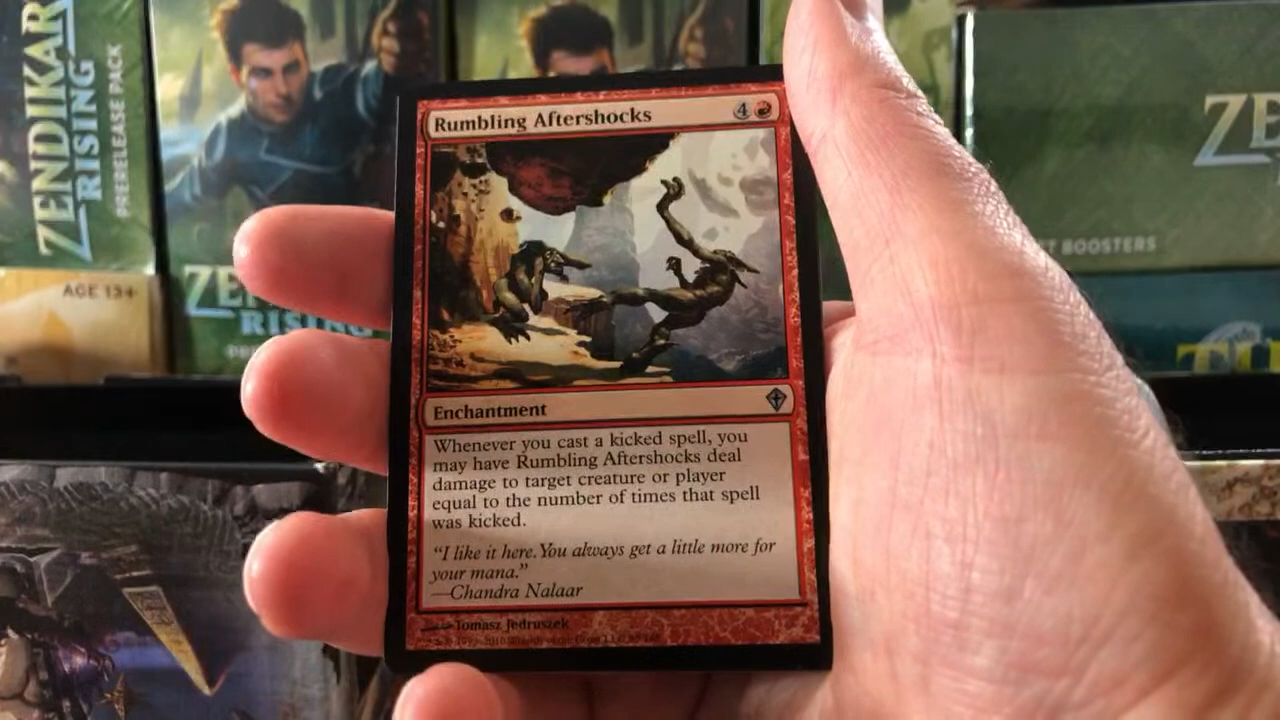 ZENDIKAR
RISING
PRERELEASE PACK
AGE 13+
RISING
BOOSTERS
Rumbling Aftershocks 4
Enchantment
Whenever you cast a kicked spell, you
may have Rumbling Aftershocks deal
damage to target creature or player
equal to the number of times that spell
was kicked.
“I like it here. You always get a little more for
your mana.”
—Chandra Nalaar
Tomasz Jedruszek